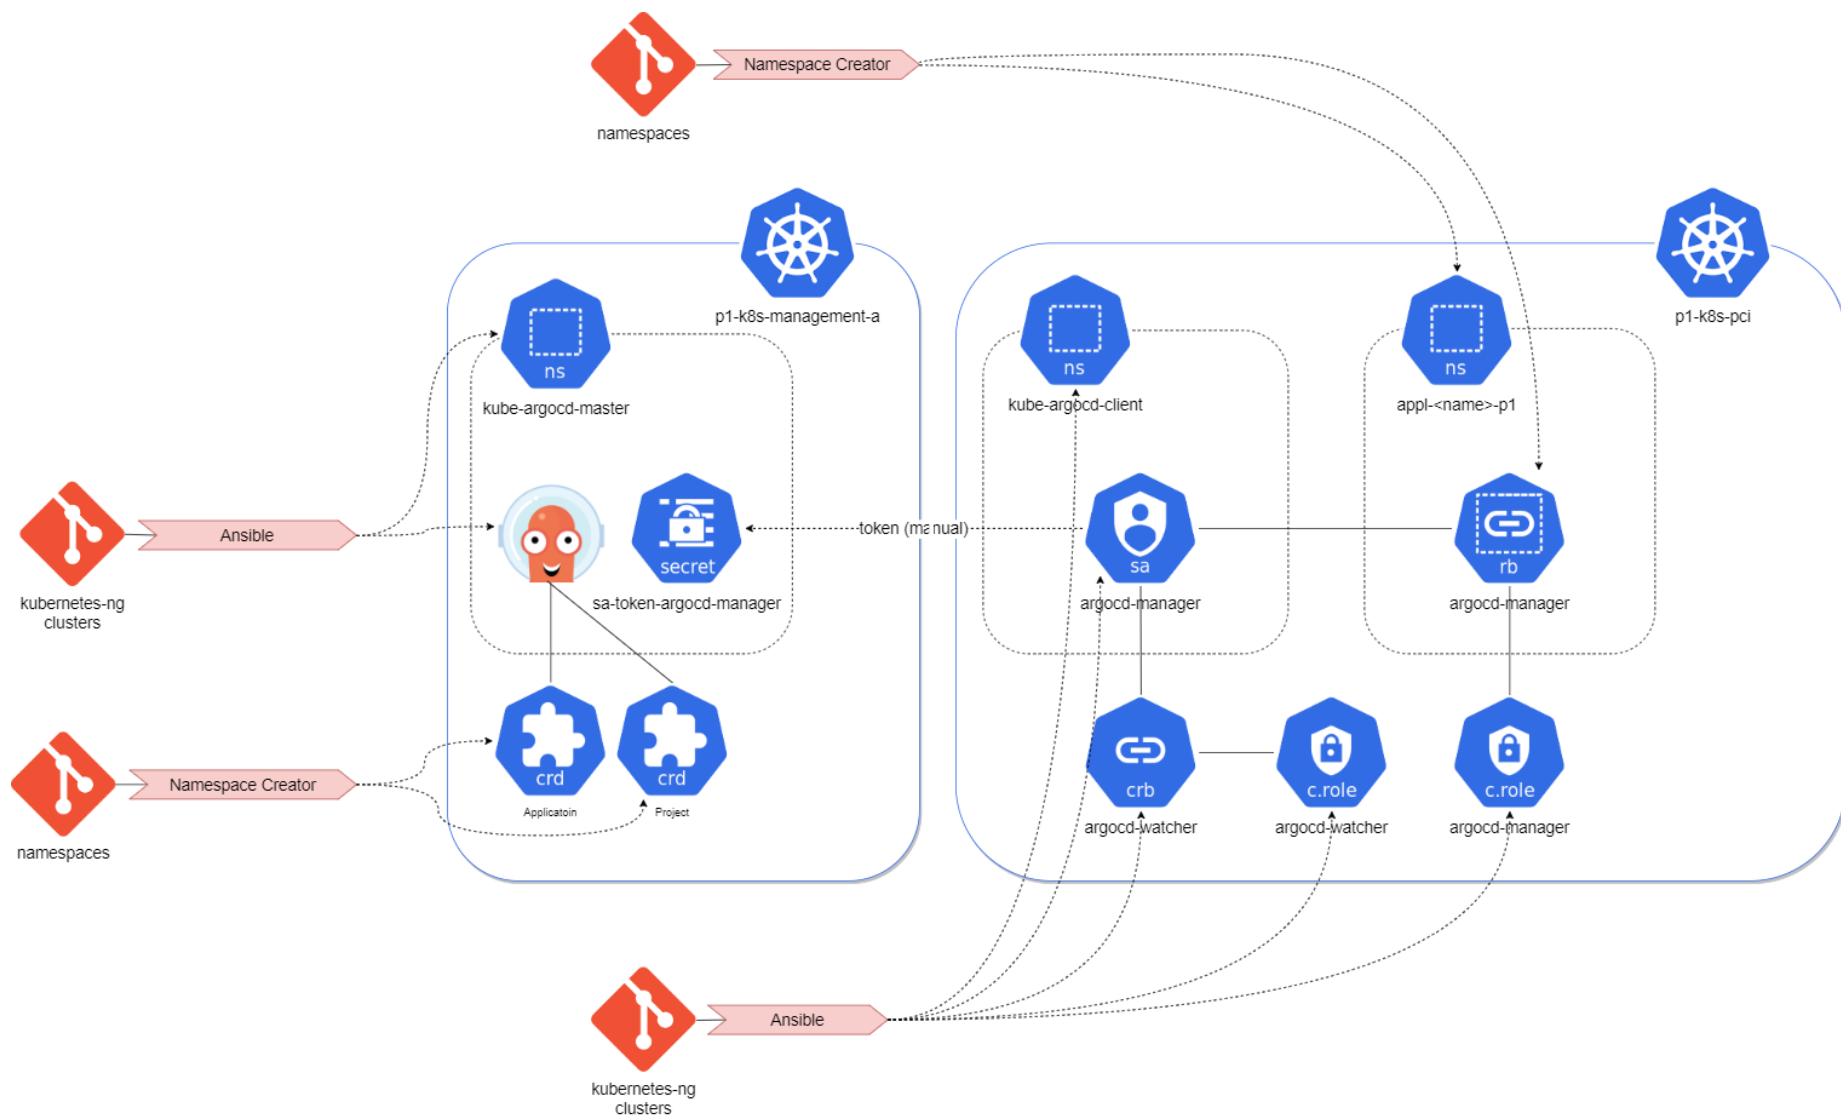 Namespace Creator
namespaces
p1-k8s-management-a
p1-k8s-pci
ns
kube-argocd-master
ns
kube-argocd-client
ns
appl-<name>-p1
Ansible
kubernetes-ng
clusters
secret
sa-token-argocd-manager
token (manual)
sa
argocd-manager
rb
argocd-manager
Namespace Creator
namespaces
crd
Applicatoin
crd
Project
crb
argocd-watcher
c.role
argocd-watcher
c.role
argocd-manager
Ansible
kubernetes-ng
clusters